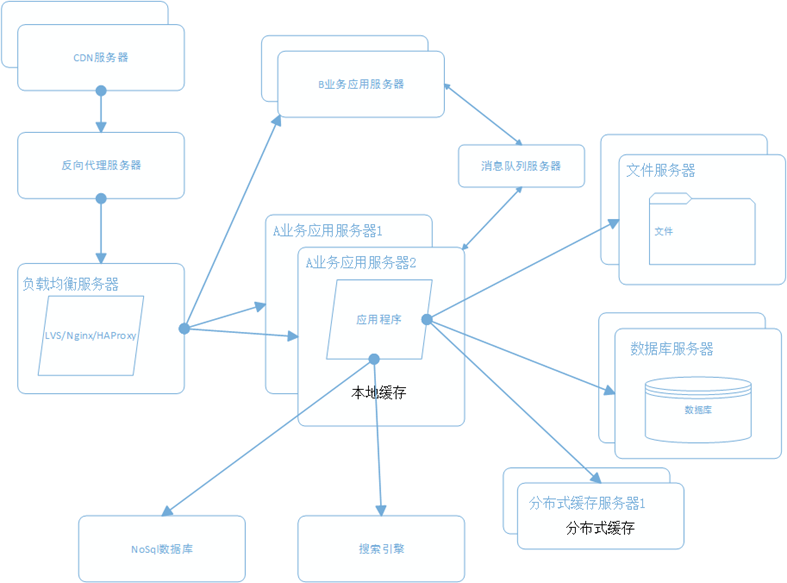 CDN服务器
B业务应用服务器
反向代理服务器
消息队列服务器
文件服务器
文件
A业务应用服务器1
A业务应用服务器2
负载均衡服务器
LVS/Nginx/HAProxy
应用程序
本地缓存
数据库服务器
数据库
分布式缓存服务器1
分布式缓存
NoSql数据库
搜索引擎